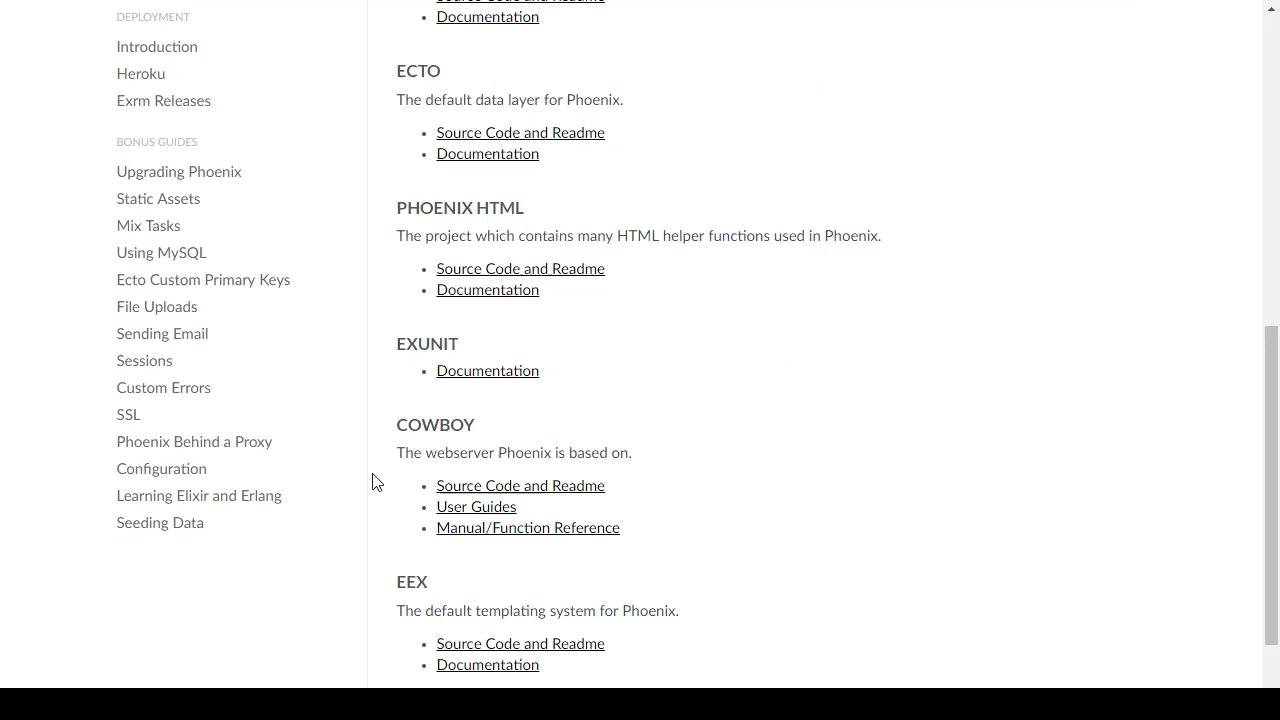 DEPLOYMENT
Introduction
Heroku
Exrm Releases
BONUS GUIDES
Upgrading Phoenix
Static Assets
Mix Tasks
Using MySQL
Ecto Custom Primary Keys
File Uploads
Sending Email
Sessions
Custom Errors
SSL
Phoenix Behind a Proxy
Configuration
Learning Elixir and Erlang
Seeding Data
Documentation
ECTO
The default data layer for Phoenix.
Source Code and Readme
Documentation
PHOENIX HTML
The project which contains many HTML helper functions used in Phoenix.
Source Code and Readme
Documentation
EXUNIT
Documentation
COWBOY
The webserver Phoenix is based on.
Source Code and Readme
User Guides
Manual/Function Reference
EEX
The default templating system for Phoenix.
Source Code and Readme
Documentation